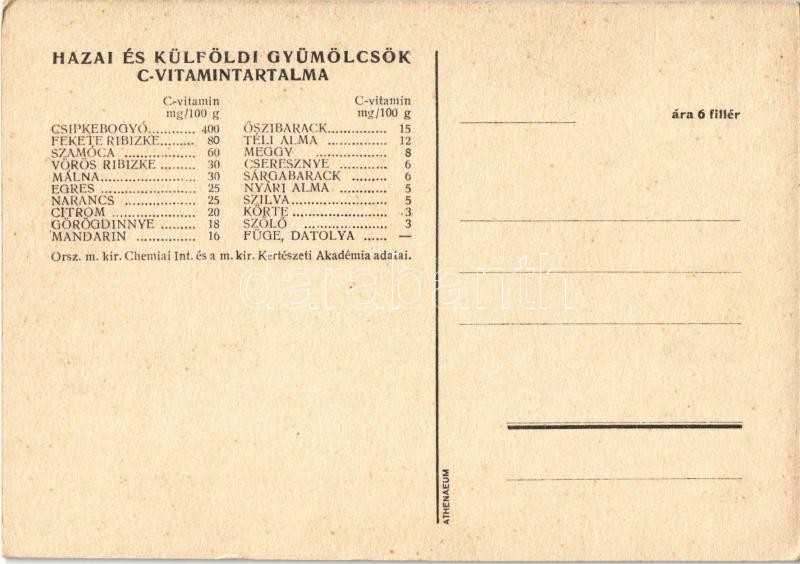 HAZAI ÉS KÜLFÖLDI GYÜMÖLCSÖK
C-VITAMINTARTALMA
C-vitamin
mg/100 g
CSIPKEBOGYÓ............ 400
FEKETE RIBIZKE........ 80
SZAMÓCA .................. 60
VÖRÖS RIBIZKE ......... 30
MÁLNA....................... 30
EGRES ....................... 25
NARANCS ................... 25
CITROM ..................... 20
GÖRÖGDINNYE ......... 18
MANDARIN ............... 16
C-vitamin
mg/100 g
ŐSZIBARACK.............. 15
TÉLI ALMA ............... 12
MEGGY ..................... 8
CSERESZNYE ............ 6
SÁRGABARACK ......... 6
NYÁRI ALMA ............ 5
SZILVA ..................... 5
KÖRTE ...................... 3
SZŐLŐ ...................... 3
FÜGE, DATOLYA ...... —
Orsz. m. kir. Chemiai Int. és a m. kir. Kertészeti Akadémia adatai.
ára 6 fillér
ATHENAEUM
darabanth